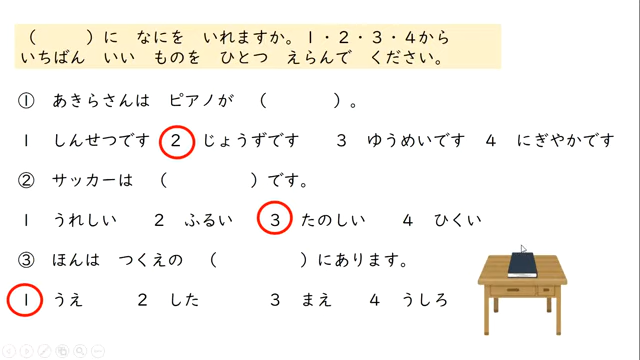 （　　　）に　なにを　いれますか。１・２・３・４から
いちばん　いい　ものを　ひとつ　えらんで　ください。
①　あきらさんは　ピアノが　（　　　　）。
１　しんせつです　２　じょうずです　　３　ゆうめいです　４　にぎやかです
②　サッカーは　（　　　　　）です。
１　うれしい　　２　ふるい　　３　たのしい　　４　ひくい
③　ほんは　つくえの　（　　　　　）にあります。
１　うえ　　　２　した　　　　　３　まえ　　４　うしろ